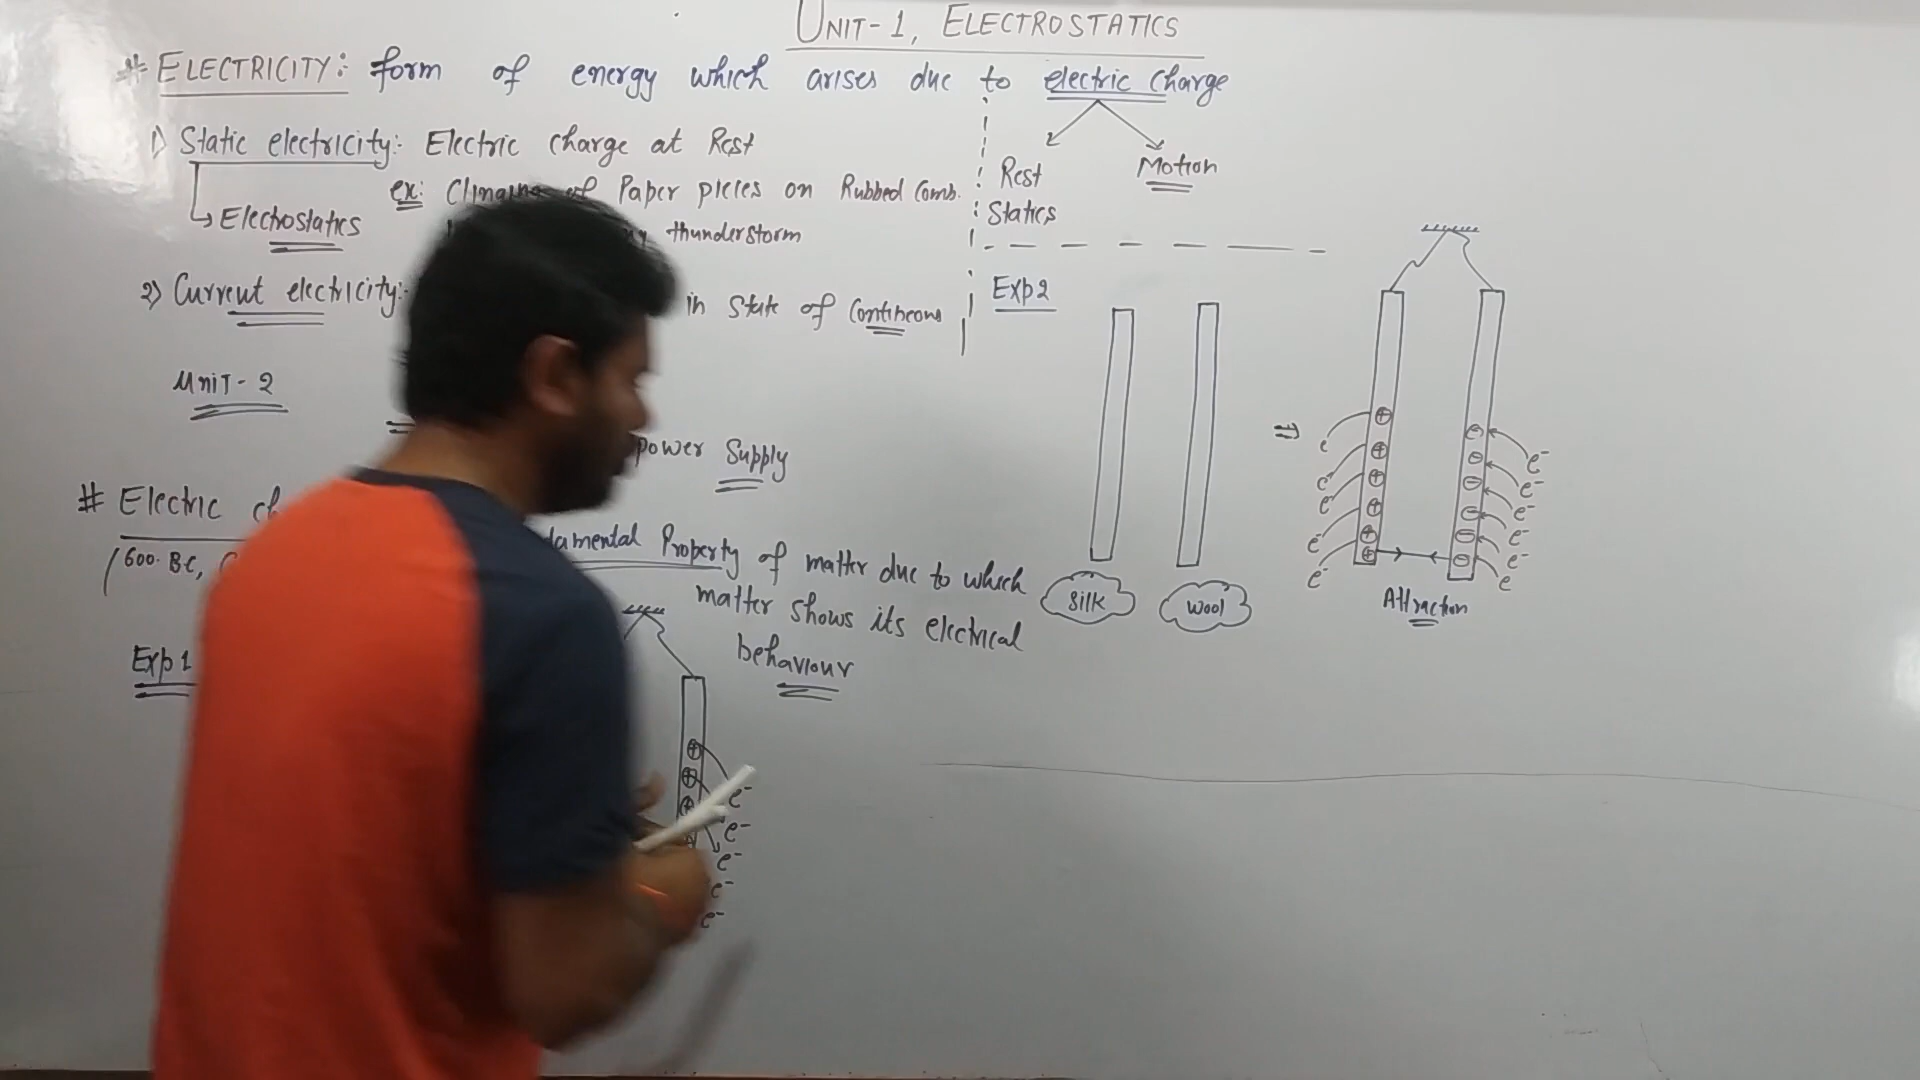 UNIT-1, ELECTROSTATICS
* ELECTRICITY: form of energy which arises due to electric charge
1) Static electricity:- Electric charge at Rest
ex: of Paper pieces on Rubbed Comb.
Electrostatics
thunderstorm
Rest
Motion
Statics
2) Current electricity:-
in State of Contineous
UNIT-2
power Supply
# Electric
600. BC,
damental Property of matter due to which
matter shows its electrical
behaviour
Exp 1
e-
e-
e-
e-
e-
Exp 2
Silk
Wool
⇒
+
+
+
+
+
+
e
e-
e-
e-
e-
-
-
-
-
-
-
e-
e-
e-
e-
e-
e
Attraction